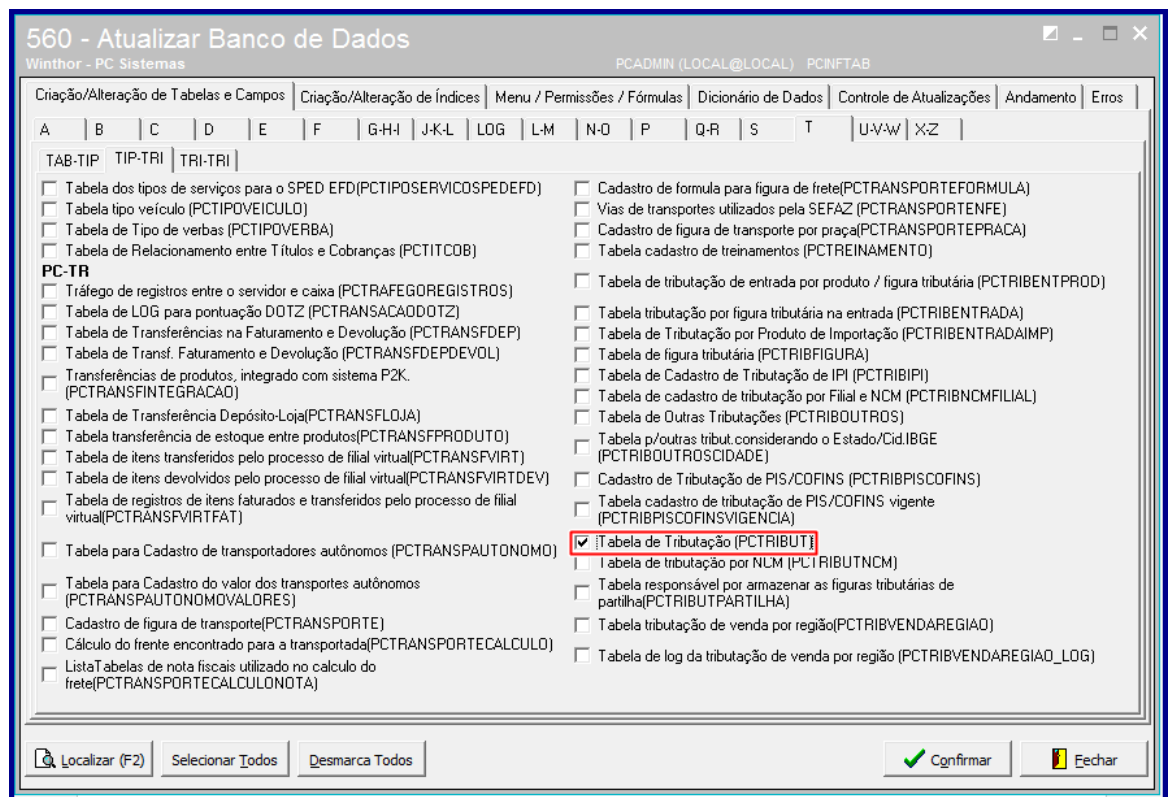 560 - Atualizar Banco de Dados
Winthor - PC Sistemas
PCADMIN (LOCAL@LOCAL) PCINFTAB
Criação/Alteração de Tabelas e Campos
Criação/Alteração de Índices
Menu / Permissões / Fórmulas
Dicionário de Dados
Controle de Atualizações
Andamento
Erros
A
B
C
D
E
F
G-H-I
J-K-L
LOG
L-M
N-O
P
Q-R
S
T
U-V-W
X-Z
TAB-TIP
TIP-TRI
TRI-TRI
Tabela dos tipos de serviços para o SPED EFD(PCTIPOSERVICOSPEDEFD)
Tabela tipo veículo (PCTIPOVEICULO)
Tabela de Tipo de verbas (PCTIPOVERBA)
Tabela de Relacionamento entre Títulos e Cobranças (PCTITCOB)
PC-TR
Tráfego de registros entre o servidor e caixa (PCTRAFEGOREGISTROS)
Tabela de LOG para pontuação DOTZ (PCTRANSACAODOTZ)
Tabela de Transferências na Faturamento e Devolução (PCTRANSFDEP)
Tabela de Transf. Faturamento e Devolução (PCTRANSFDEPDEVOL)
Transferências de produtos, integrado com sistema P2K.
(PCTRANSFINTEGRACAO)
Tabela de Transferência Depósito-Loja(PCTRANSFLOJA)
Tabela transferência de estoque entre produtos(PCTRANSFPRODUTO)
Tabela de itens transferidos pelo processo de filial virtual(PCTRANSFVIRT)
Tabela de itens devolvidos pelo processo de filial virtual(PCTRANSFVIRTDEV)
Tabela de registros de itens faturados e transferidos pelo processo de filial
virtual(PCTRANSFVIRTFAT)
Tabela para Cadastro de transportadores autônomos (PCTRANSPAUTONOMO)
Tabela para Cadastro do valor dos transportes autônomos
(PCTRANSPAUTONOMOVALORES)
Cadastro de figura de transporte(PCTRANSPORTE)
Cálculo do frente encontrado para a transportada(PCTRANSPORTECALCULO)
ListaTabelas de nota fiscais utilizado no calculo do
frete(PCTRANSPORTECALCULONOTA)
Cadastro de formula para figura de frete(PCTRANSPORTEFORMULA)
Vias de transportes utilizados pela SEFAZ (PCTRANSPORTENFE)
Cadastro de figura de transporte por praça(PCTRANSPORTEPRACA)
Tabela cadastro de treinamentos (PCTREINAMENTO)
Tabela de tributação de entrada por produto / figura tributária (PCTRIBENTPROD)
Tabela tributação por figura tributária na entrada (PCTRIBENTRADA)
Tabela de Tributação por Produto de Importação (PCTRIBENTRADAIMP)
Tabela de figura tributária (PCTRIBFIGURA)
Tabela de Cadastro de Tributação de IPI (PCTRIBIPI)
Tabela de cadastro de tributação por Filial e NCM (PCTRIBNCMFILIAL)
Tabela de Outras Tributações (PCTRIBOUTROS)
Tabela p/outras tribut.considerando o Estado/Cid.IBGE
(PCTRIBOUTROSCIDADE)
Cadastro de Tributação de PIS/COFINS (PCTRIBPISCOFINS)
Tabela cadastro de tributação de PIS/COFINS vigente
(PCTRIBPISCOFINSVIGENCIA)
Tabela de Tributação (PCTRIBUT)
Tabela de tributação por NCM (PCTRIBUTNCM)
Tabela responsável por armazenar as figuras tributárias de
partilha(PCTRIBUTPARTILHA)
Tabela tributação de venda por região(PCTRIBVENDAREGIAO)
Tabela de log da tributação de venda por região (PCTRIBVENDAREGIAO_LOG)
Localizar (F2)
Selecionar Todos
Desmarca Todos
Confirmar
Fechar